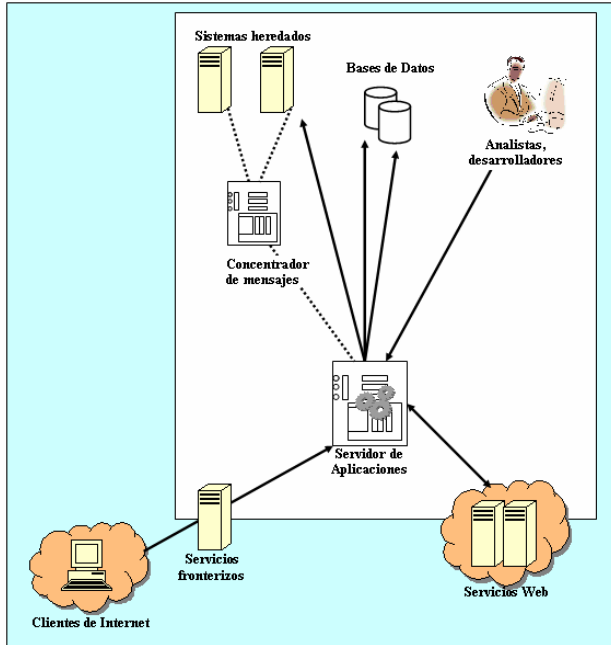 Sistemas heredados
Bases de Datos
Analistas,
desarrolladores
Concentrador
de mensajes
Servidor de
Aplicaciones
Servicios
fronterizos
Servicios Web
Clientes de Internet